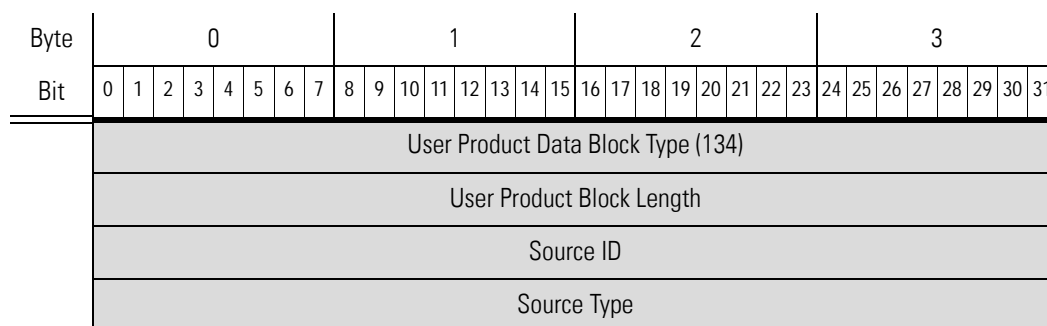 Byte 0 1 2 3
Bit 0 1 2 3 4 5 6 7 8 9 10 11 12 13 14 15 16 17 18 19 20 21 22 23 24 25 26 27 28 29 30 31
User Product Data Block Type (134)
User Product Block Length
Source ID
Source Type